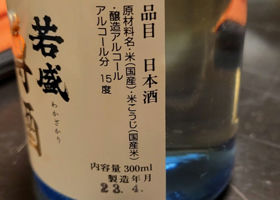 品目 日本酒
原材料名・米(国産)・米こうじ(国産米)
・醸造アルコール
アルコール分 15度
若盛
わかざかり
酒
内容量 300ml
製造年月
23.4.